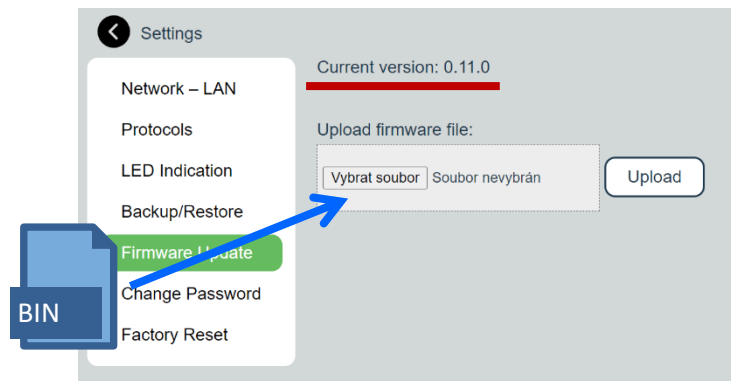 Settings
Network – LAN
Protocols
LED Indication
Backup/Restore
Firmware Update
Change Password
Factory Reset
BIN
Current version: 0.11.0
Upload firmware file:
Vybrat soubor Soubor nevybrán
Upload